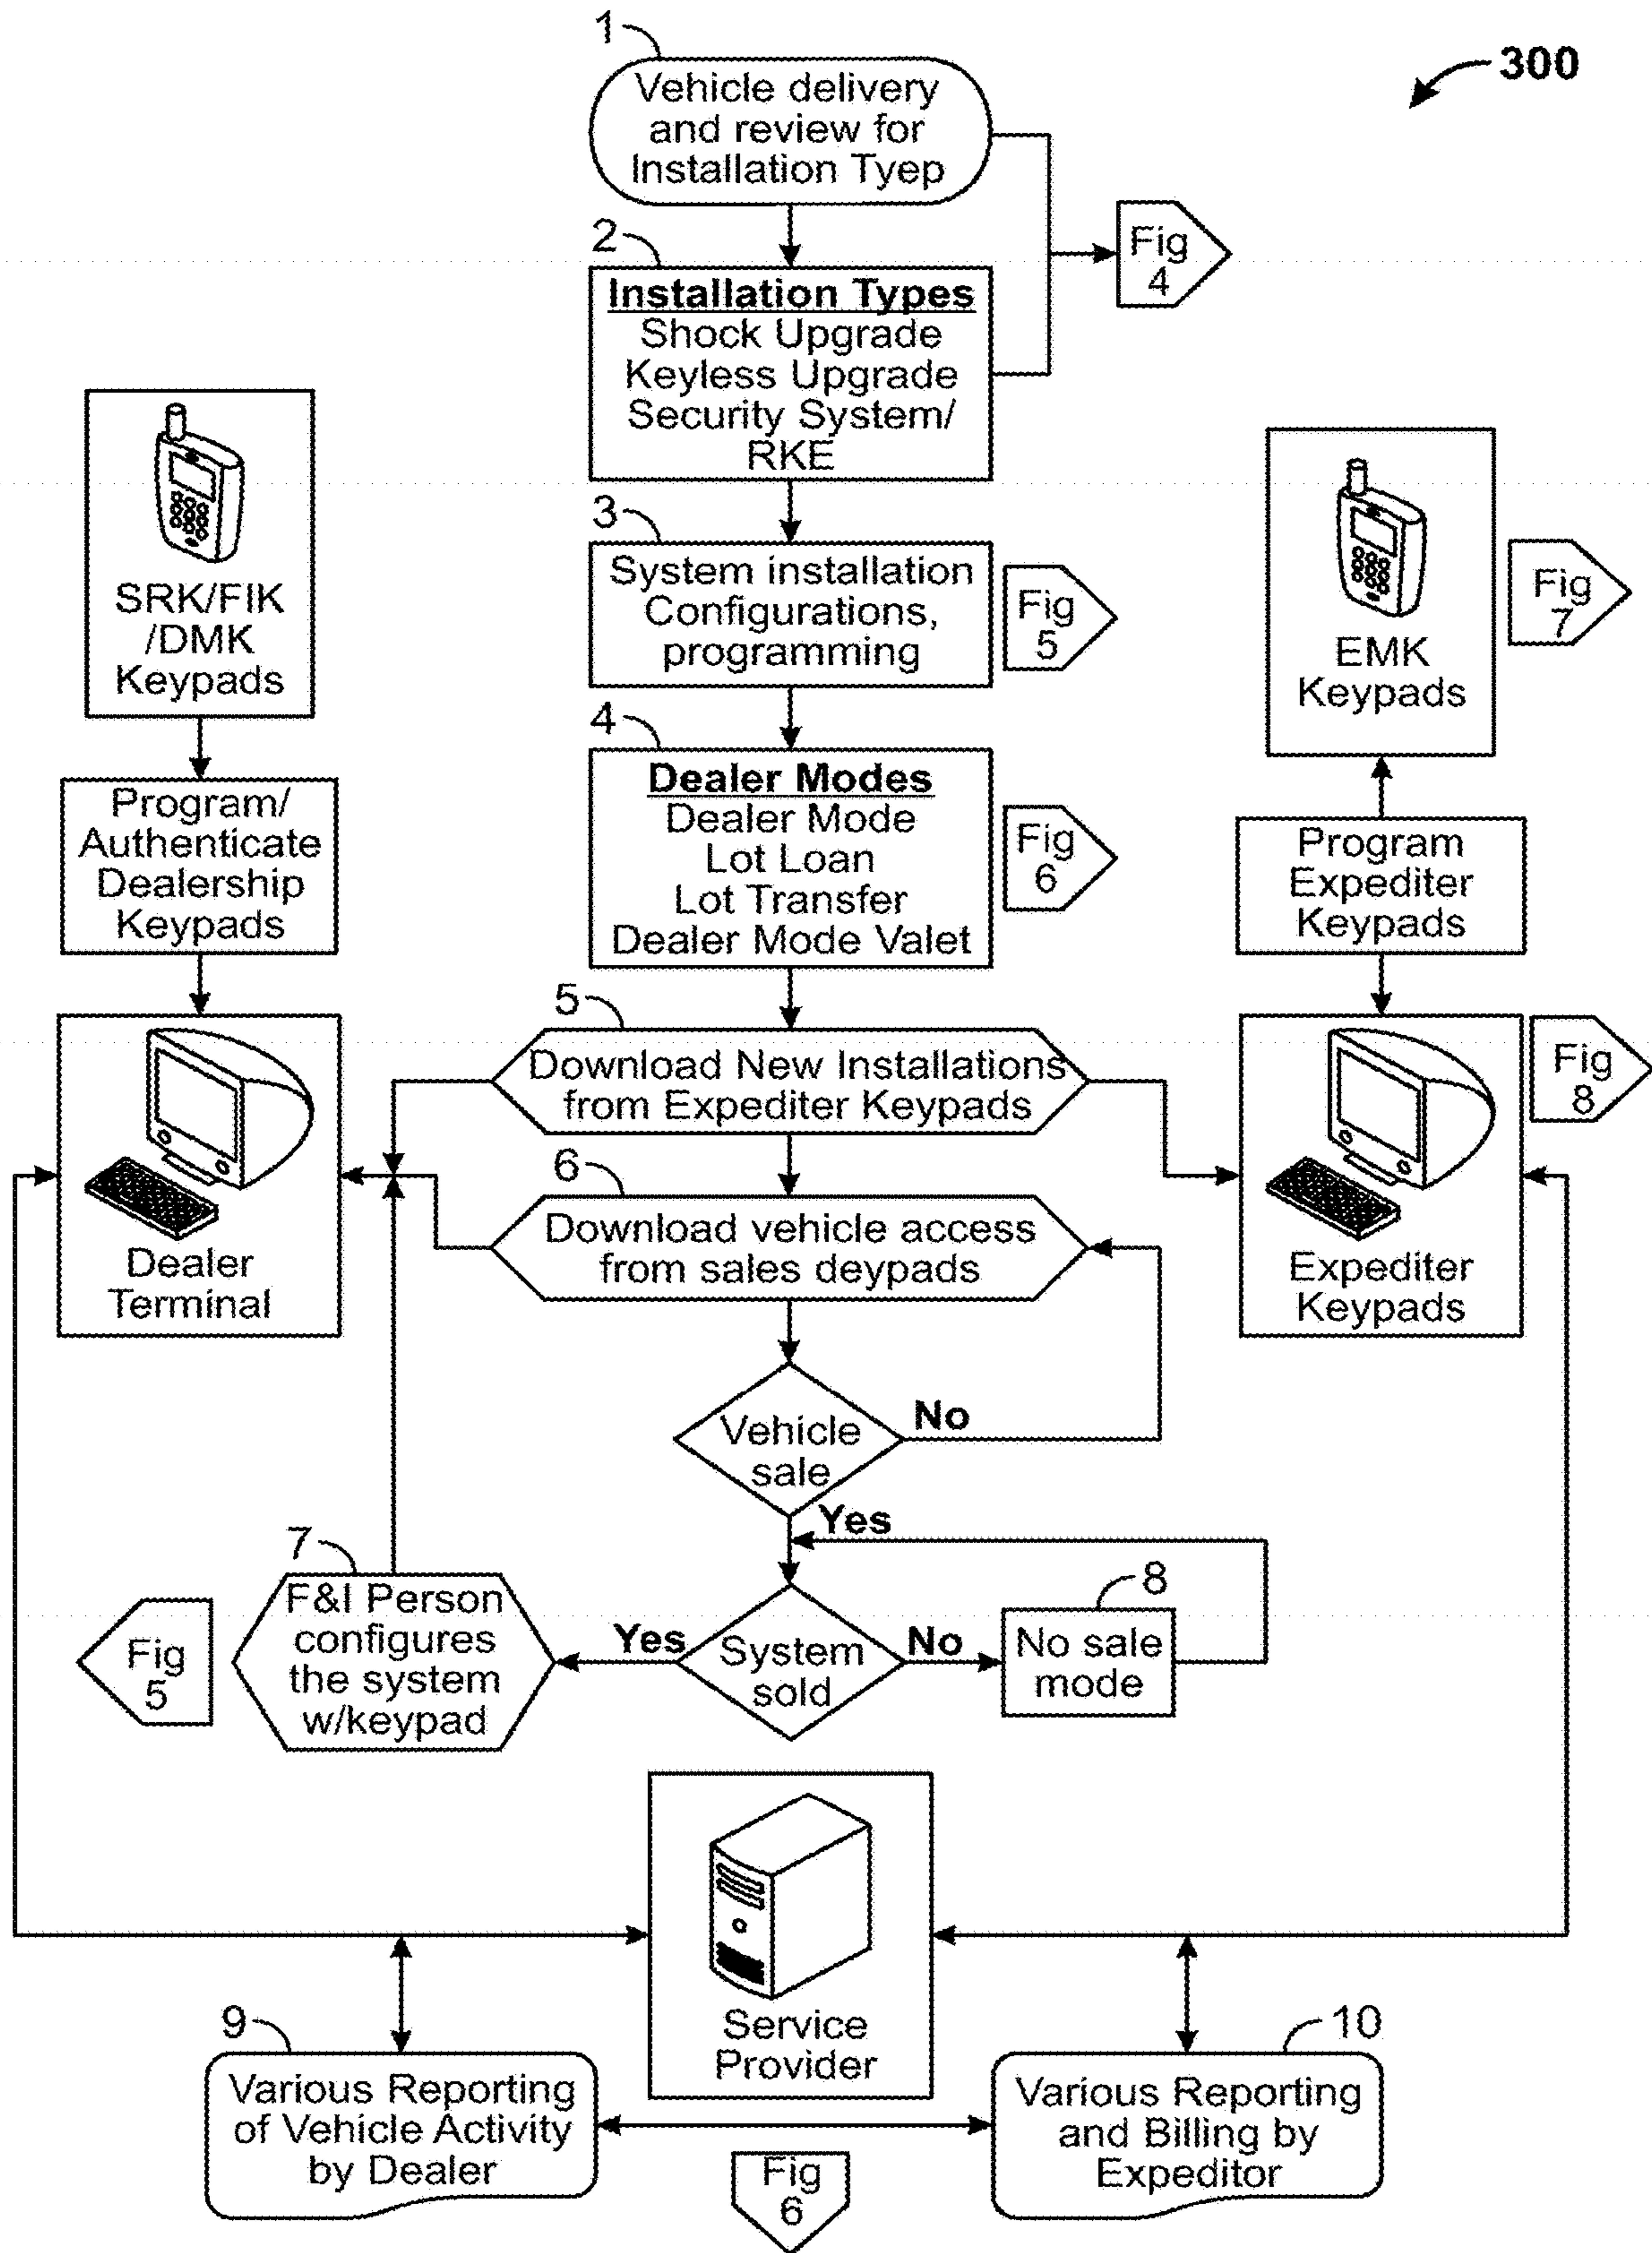 300
1
Vehicle delivery
and review for
Installation Tyep
Fig
4
2
Installation Types
Shock Upgrade
Keyless Upgrade
Security System/
RKE
SRK/FIK
/DMK
Keypads
3
System installation
Configurations,
programming
Fig
5
EMK
Keypads
Fig
7
4
Dealer Modes
Dealer Mode
Lot Loan
Lot Transfer
Dealer Mode Valet
Fig
6
Program/
Authenticate
Dealership
Keypads
Program
Expediter
Keypads
5
Download New Installations
from Expediter Keypads
Fig
8
6
Download vehicle access
from sales deypads
Dealer
Terminal
Expediter
Keypads
Vehicle
sale
No
Yes
7
F&I Person
configures
the system
w/keypad
Fig
5
Yes
System
sold
No
8
No sale
mode
Service
Provider
9
Various Reporting
of Vehicle Activity
by Dealer
10
Various Reporting
and Billing by
Expeditor
Fig
6